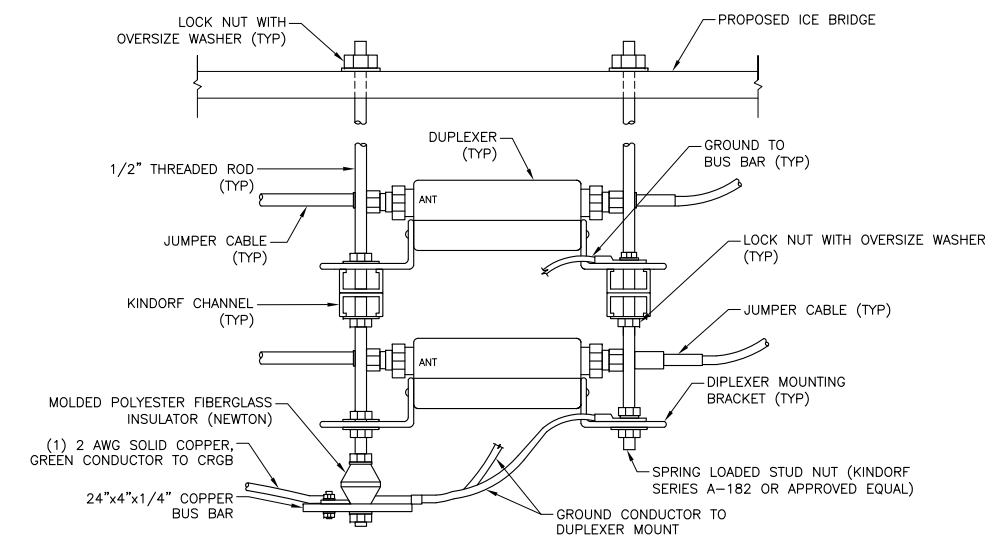 LOCK NUT WITH
OVERSIZE WASHER (TYP)
PROPOSED ICE BRIDGE
DUPLEXER
(TYP)
GROUND TO
BUS BAR (TYP)
1/2" THREADED ROD
(TYP)
ANT
JUMPER CABLE
(TYP)
LOCK NUT WITH OVERSIZE WASHER
(TYP)
KINDORF CHANNEL
(TYP)
JUMPER CABLE (TYP)
ANT
DIPLEXER MOUNTING
BRACKET (TYP)
MOLDED POLYESTER FIBERGLASS
INSULATOR (NEWTON)
(1) 2 AWG SOLID COPPER,
GREEN CONDUCTOR TO CRGB
SPRING LOADED STUD NUT (KINDORF
SERIES A-182 OR APPROVED EQUAL)
24"x4"x1/4" COPPER
BUS BAR
GROUND CONDUCTOR TO
DUPLEXER MOUNT